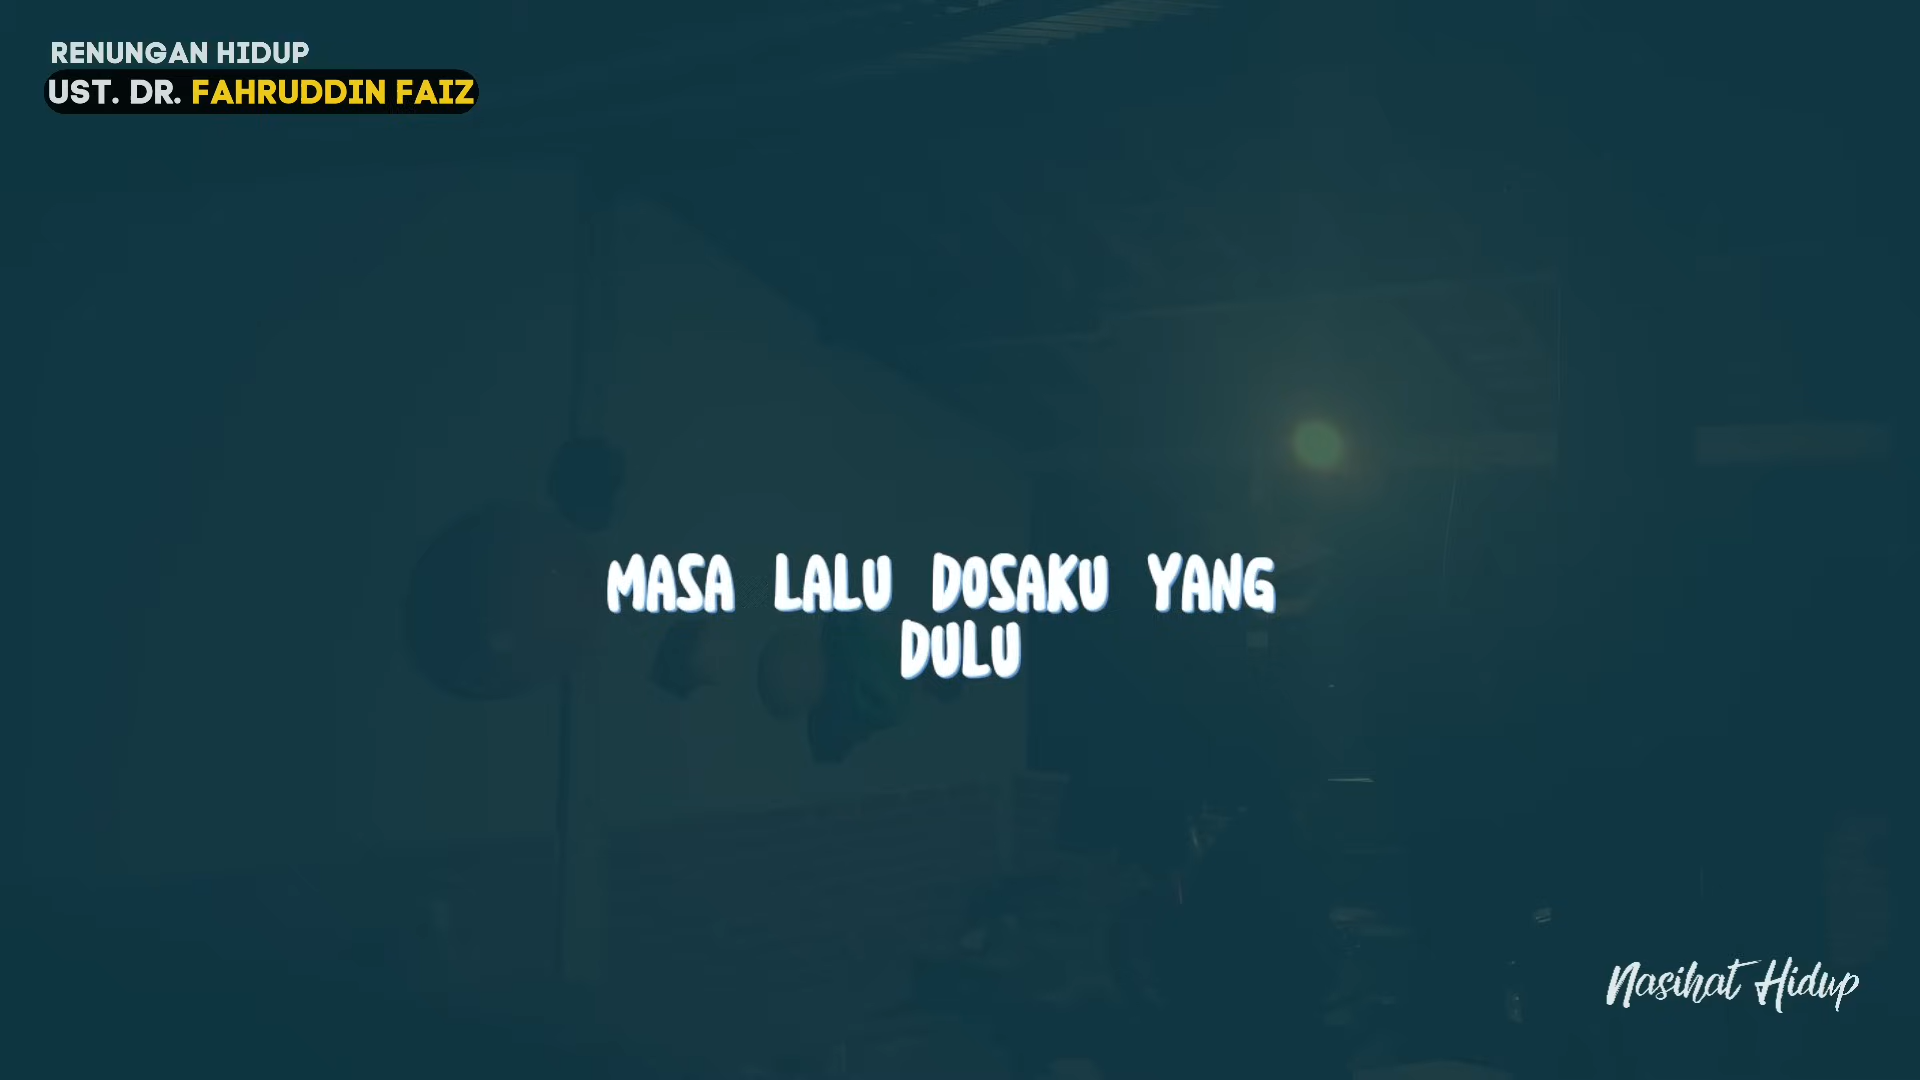 RENUNGAN HIDUP
UST. DR. FAHRUDDIN FAIZ
MASA LALU DOSAKU YANG
DULU
Nasihat Hidup